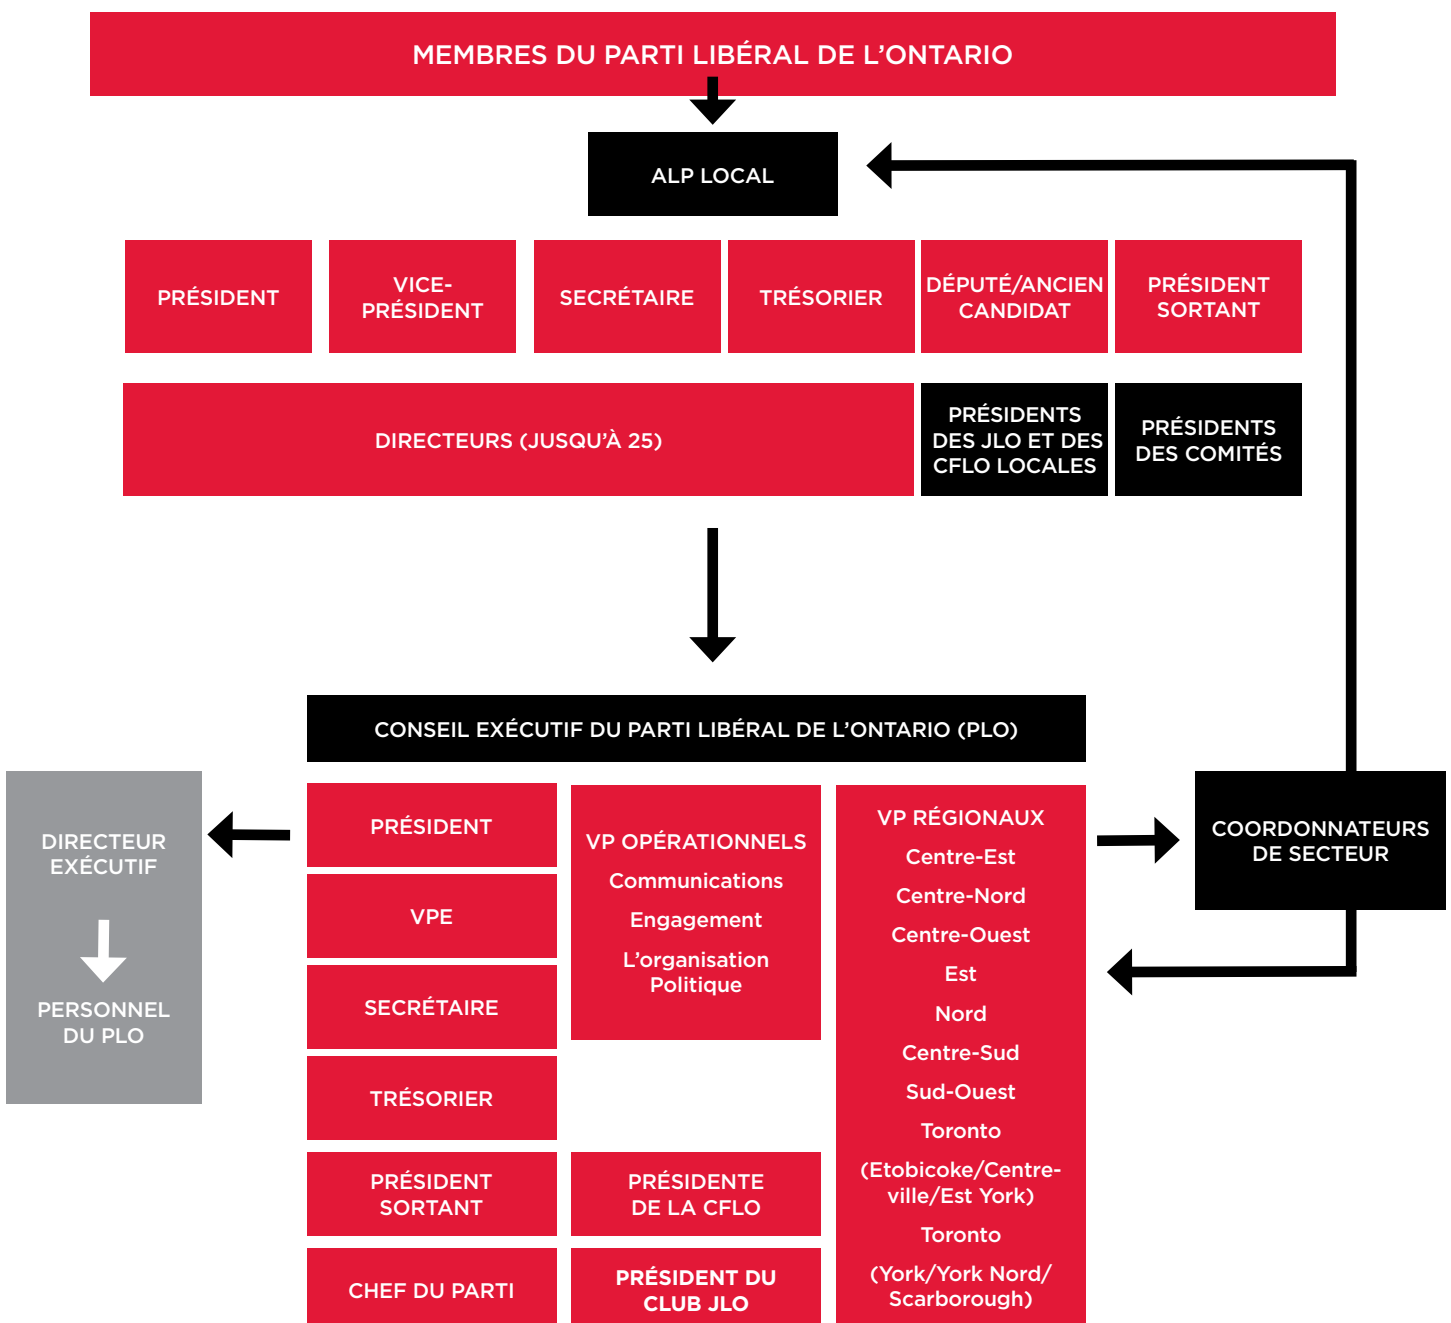 MEMBRES DU PARTI LIBÉRAL DE L’ONTARIO
ALP LOCAL
PRÉSIDENT
VICE-
PRÉSIDENT
SECRÉTAIRE
TRÉSORIER
DÉPUTÉ/ANCIEN
CANDIDAT
PRÉSIDENT
SORTANT
DIRECTEURS (JUSQU’À 25)
PRÉSIDENTS
DES JLO ET DES
CFLO LOCALES
PRÉSIDENTS
DES COMITÉS
CONSEIL EXÉCUTIF DU PARTI LIBÉRAL DE L’ONTARIO (PLO)
DIRECTEUR
EXÉCUTIF
PERSONNEL
DU PLO
PRÉSIDENT
VPE
SECRÉTAIRE
TRÉSORIER
PRÉSIDENT
SORTANT
CHEF DU PARTI
VP OPÉRATIONNELS
Communications
Engagement
L’organisation
Politique
PRÉSIDENTE
DE LA CFLO
PRÉSIDENT DU
CLUB JLO
VP RÉGIONAUX
Centre-Est
Centre-Nord
Centre-Ouest
Est
Nord
Centre-Sud
Sud-Ouest
Toronto
(Etobicoke/Centre-
ville/Est York)
Toronto
(York/York Nord/
Scarborough)
COORDONNATEURS
DE SECTEUR